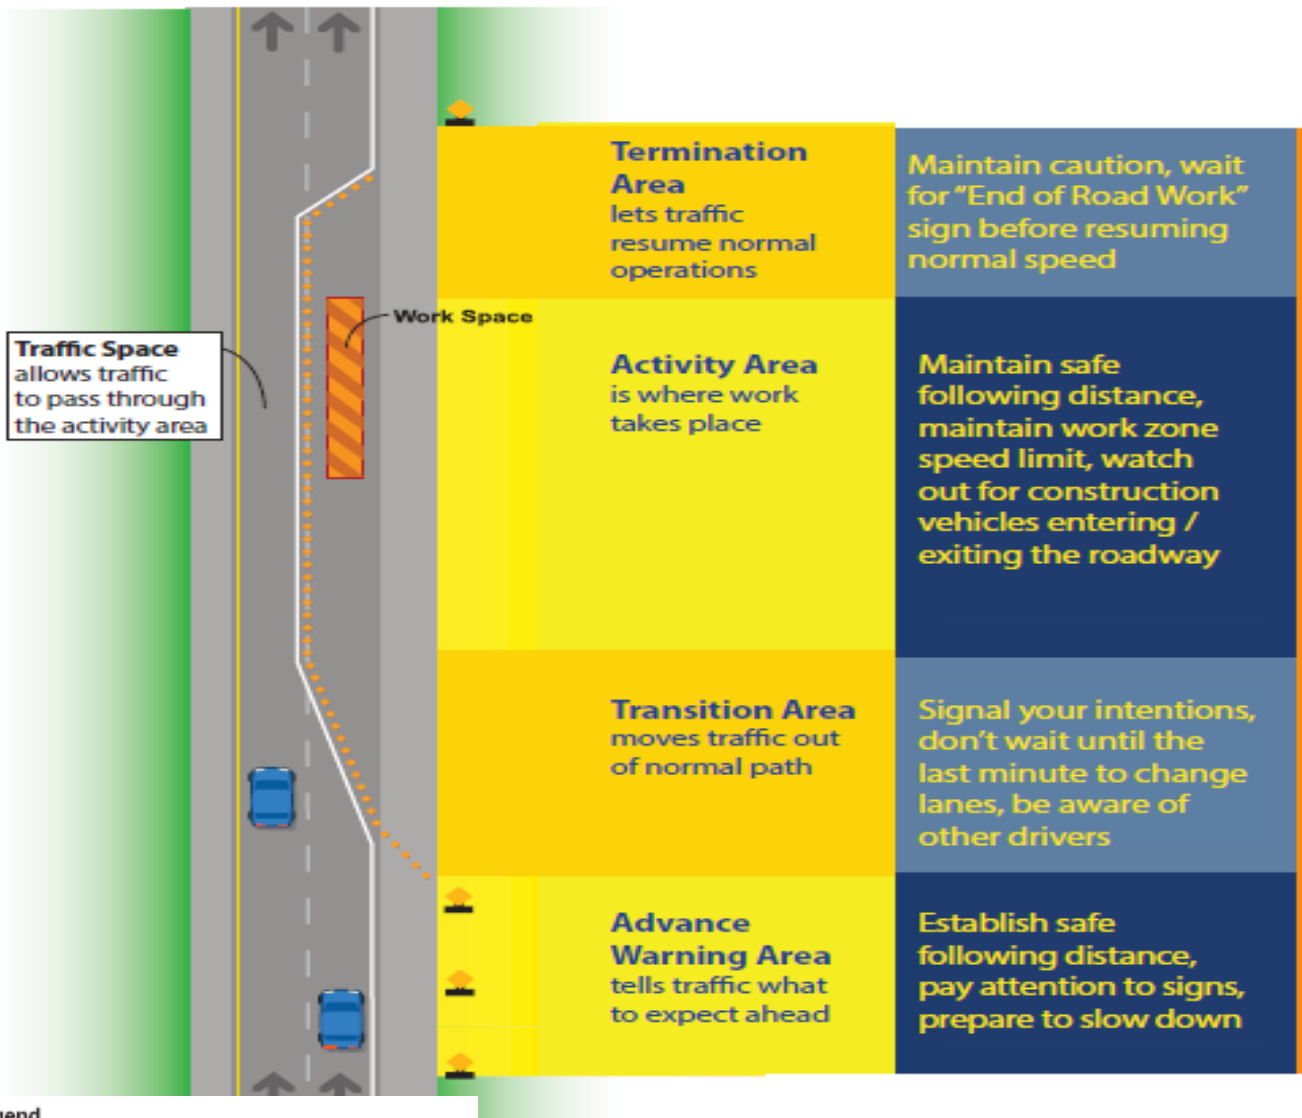 Termination
Area
lets traffic
resume normal
operations
Maintain caution, wait
for "End of Road Work"
sign before resuming
normal speed
Work Space
Traffic Space
allows traffic
to pass through
the activity area
Activity Area
is where work
takes place
Maintain safe
following distance,
maintain work zone
speed limit, watch
out for construction
vehicles entering /
exiting the roadway
Transition Area
moves traffic out
of normal path
Signal your intentions,
don't wait until the
last minute to change
lanes, be aware of
other drivers
Advance
Warning Area
tells traffic what
to expect ahead
Establish safe
following distance,
pay attention to signs,
prepare to slow down